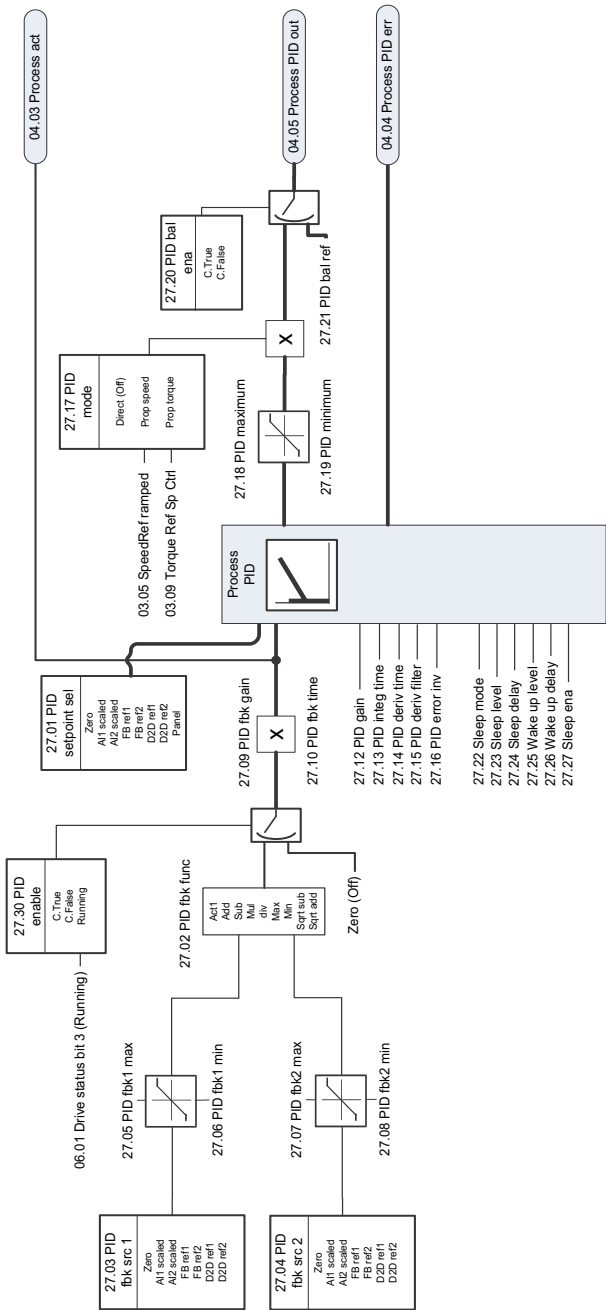 27.03 PID
fbk src 1
Zero
AI1 scaled
AI2 scaled
FB ref1
FB ref2
D2D ref1
D2D ref2
27.04 PID
fbk src 2
Zero
AI1 scaled
AI2 scaled
FB ref1
FB ref2
D2D ref1
D2D ref2
06.01 Drive status bit 3 (Running)
27.05 PID fbk1 max
27.06 PID fbk1 min
27.07 PID fbk2 max
27.08 PID fbk2 min
27.30 PID
enable
C.True
C.False
Running
27.02 PID fbk func
Act1
Add
Sub
Mul
div
Max
Min
Sqrt sub
Sqrt add
Zero (Off)
27.01 PID
setpoint sel
Zero
AI1 scaled
AI2 scaled
FB ref1
FB ref2
D2D ref1
D2D ref2
Panel
27.09 PID fbk gain
X
27.10 PID fbk time
27.12 PID gain
27.13 PID integ time
27.14 PID deriv time
27.15 PID deriv filter
27.16 PID error inv
27.22 Sleep mode
27.23 Sleep level
27.24 Sleep delay
27.25 Wake up level
27.26 Wake up delay
27.27 Sleep ena
Process
PID
03.05 SpeedRef ramped
03.09 Torque Ref Sp Ctrl
27.17 PID
mode
Direct (Off)
Prop speed
Prop torque
27.18 PID maximum
27.19 PID minimum
X
27.20 PID bal
ena
C.True
C.False
27.21 PID bal ref
04.03 Process act
04.05 Process PID out
04.04 Process PID err